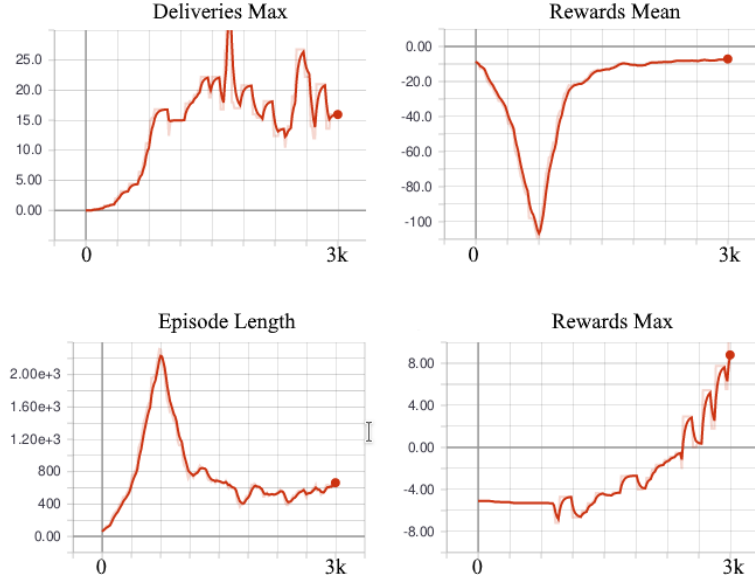 Deliveries Max
25.0
20.0
15.0
10.0
5.00
0.00
0 3k
Rewards Mean
0.00
-20.0
-40.0
-60.0
-80.0
-100
0 3k
Episode Length
2.00e+3
1.60e+3
1.20e+3
800
400
0.00
0 3k
Rewards Max
8.00
4.00
0.00
-4.00
-8.00
0 3k